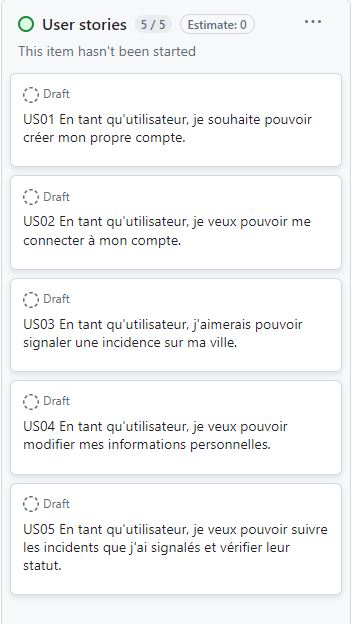 User stories 5 / 5 Estimate: 0 ...
This item hasn't been started
Draft
US01 En tant qu'utilisateur, je souhaite pouvoir
créer mon propre compte.
Draft
US02 En tant qu'utilisateur, je veux pouvoir me
connecter à mon compte.
Draft
US03 En tant qu'utilisateur, j'aimerais pouvoir
signaler une incidence sur ma ville.
Draft
US04 En tant qu'utilisateur, je veux pouvoir
modifier mes informations personnelles.
Draft
US05 En tant qu'utilisateur, je veux pouvoir suivre
les incidents que j'ai signalés et vérifier leur
statut.